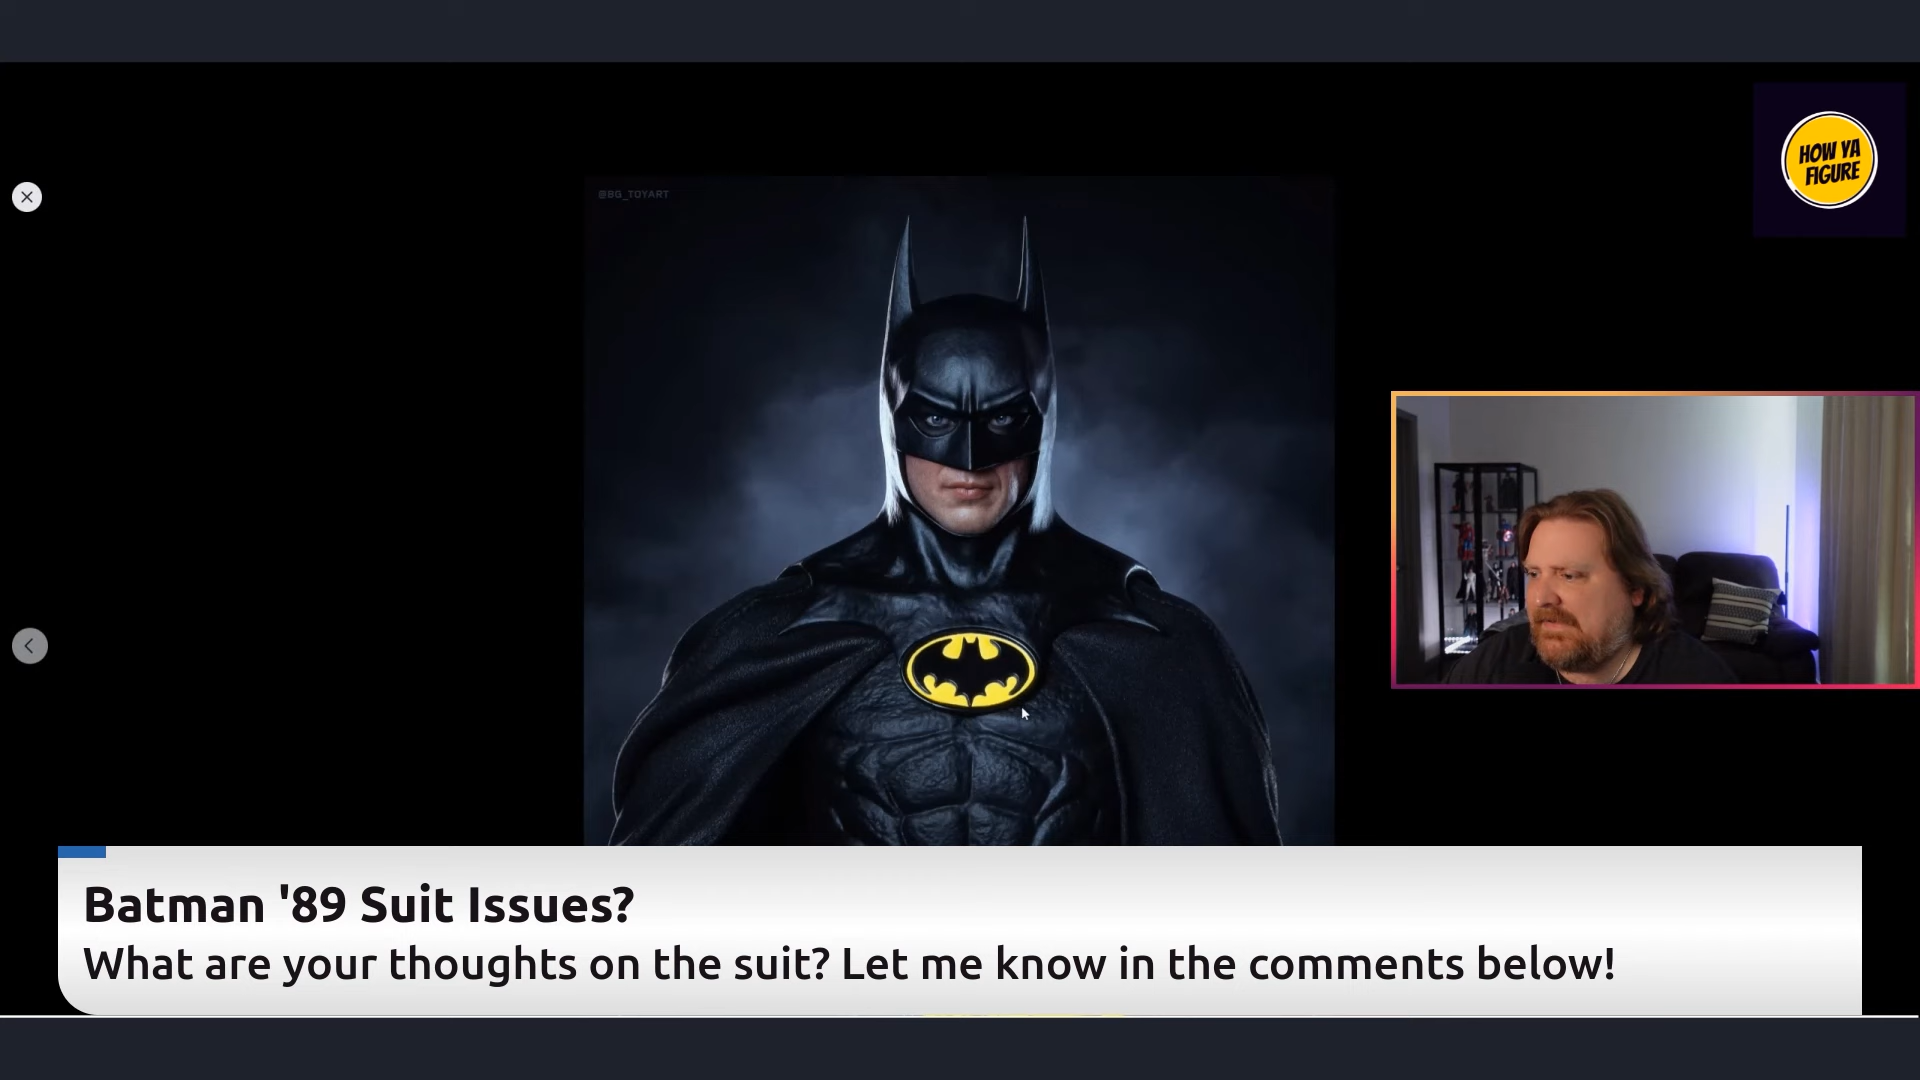 @BG_TOYART
HOW YA
FIGURE
Batman '89 Suit Issues?
What are your thoughts on the suit? Let me know in the comments below!